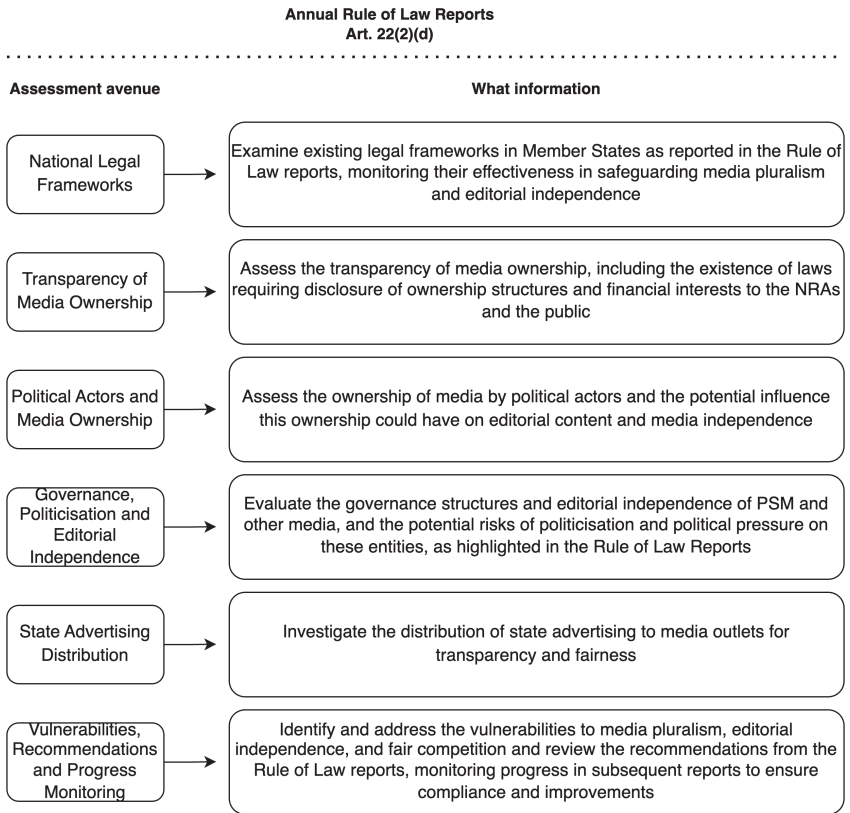 Annual Rule of Law Reports
Art. 22(2)(d)
Assessment avenue
What information
National Legal
Frameworks
Examine existing legal frameworks in Member States as reported in the Rule of
Law reports, monitoring their effectiveness in safeguarding media pluralism
and editorial independence
Transparency of
Media Ownership
Assess the transparency of media ownership, including the existence of laws
requiring disclosure of ownership structures and financial interests to the NRAs
and the public
Political Actors and
Media Ownership
Assess the ownership of media by political actors and the potential influence
this ownership could have on editorial content and media independence
Governance,
Politicisation and
Editorial
Independence
Evaluate the governance structures and editorial independence of PSM and
other media, and the potential risks of politicisation and political pressure on
these entities, as highlighted in the Rule of Law Reports
State Advertising
Distribution
Investigate the distribution of state advertising to media outlets for
transparency and fairness
Vulnerabilities,
Recommendations
and Progress
Monitoring
Identify and address the vulnerabilities to media pluralism, editorial
independence, and fair competition and review the recommendations from the
Rule of Law reports, monitoring progress in subsequent reports to ensure
compliance and improvements